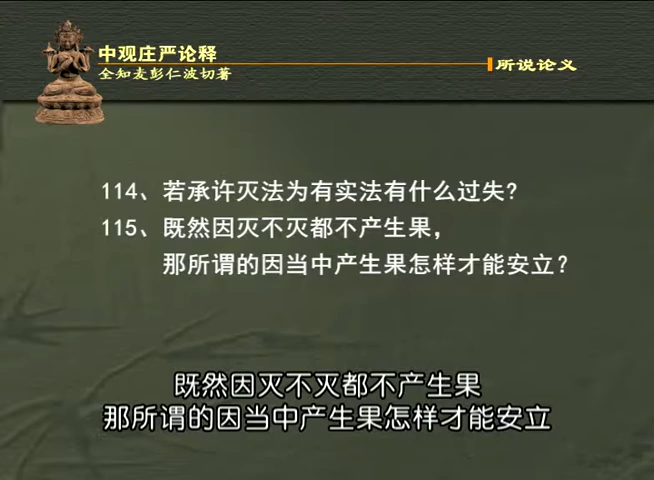 中观庄严论释
全知麦彭仁波切著
所说论义
114、若承许灭法为有实法有什么过失?
115、既然因灭不灭都不产生果，
那所谓的因当中产生果怎样才能安立？
既然因灭不灭都不产生果
那所谓的因当中产生果怎样才能安立